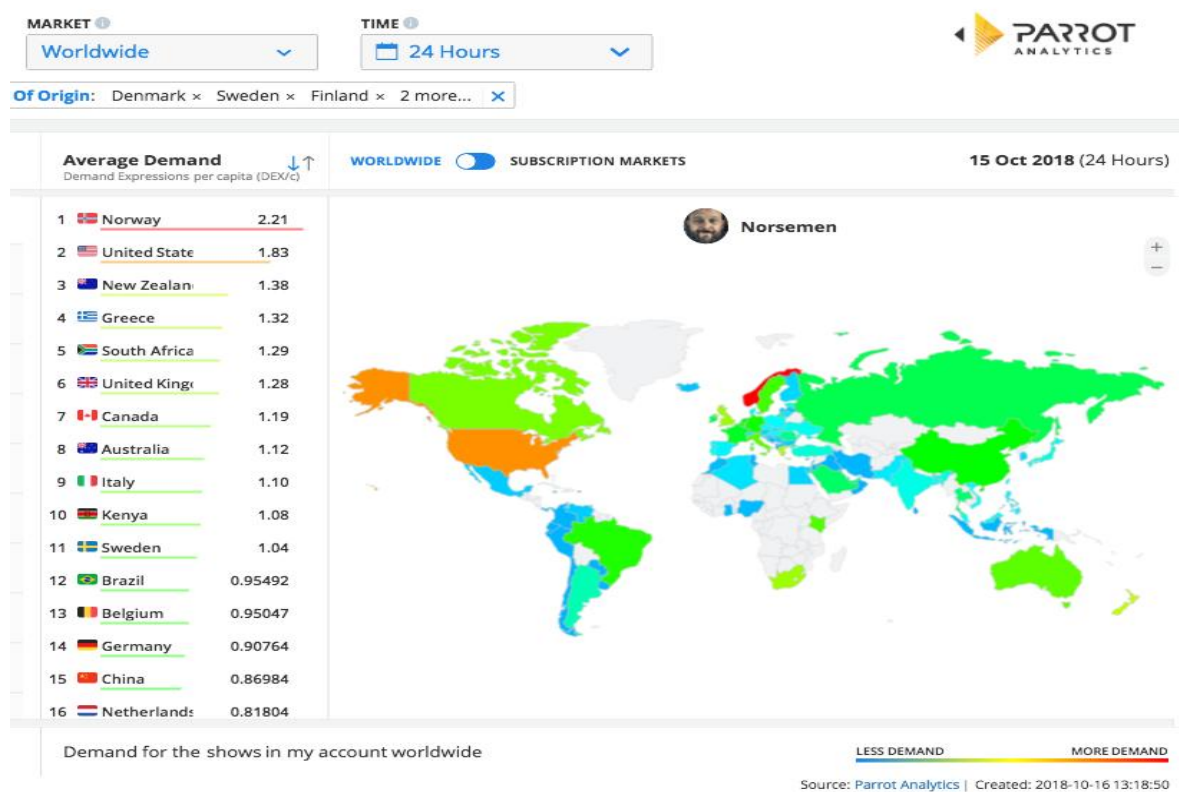 MARKET
TIME
Worldwide
24 Hours
PARROT
ANALYTICS
Of Origin: Denmark × Sweden × Finland × 2 more... ×
Average Demand
Demand Expressions per capita (DEX/c)
WORLDWIDE SUBSCRIPTION MARKETS
15 Oct 2018 (24 Hours)
Norsemen
+
−
1 Norway 2.21
2 United State 1.83
3 New Zealan 1.38
4 Greece 1.32
5 South Africa 1.29
6 United King 1.28
7 Canada 1.19
8 Australia 1.12
9 Italy 1.10
10 Kenya 1.08
11 Sweden 1.04
12 Brazil 0.95492
13 Belgium 0.95047
14 Germany 0.90764
15 China 0.86984
16 Netherlands 0.81804
Demand for the shows in my account worldwide
LESS DEMAND
MORE DEMAND
Source: Parrot Analytics | Created: 2018-10-16 13:18:50